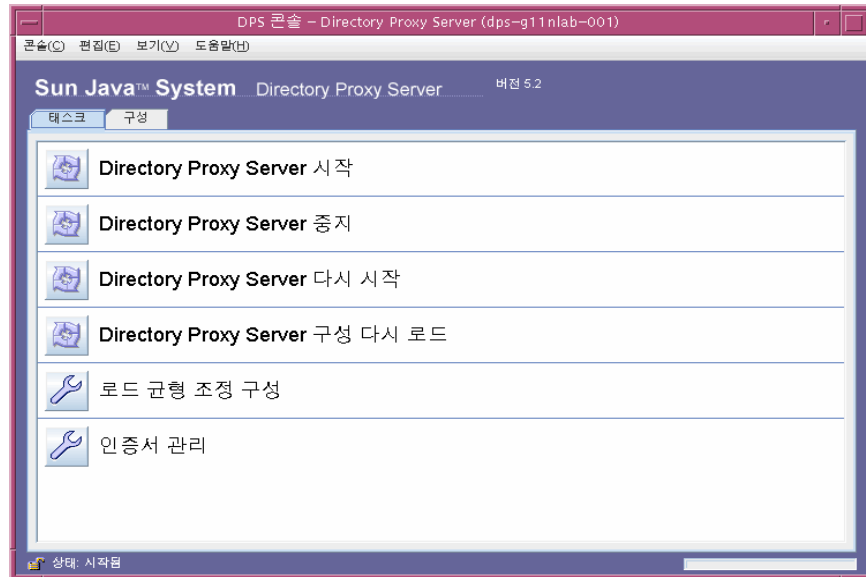 DPS 콘솔 – Directory Proxy Server (dps–g11nlab–001)
콘솔(C) 편집(E) 보기(V) 도움말(H)
Sun Java™ System Directory Proxy Server 버전 5.2
태스크 구성
Directory Proxy Server 시작
Directory Proxy Server 중지
Directory Proxy Server 다시 시작
Directory Proxy Server 구성 다시 로드
로드 균형 조정 구성
인증서 관리
상태: 시작됨